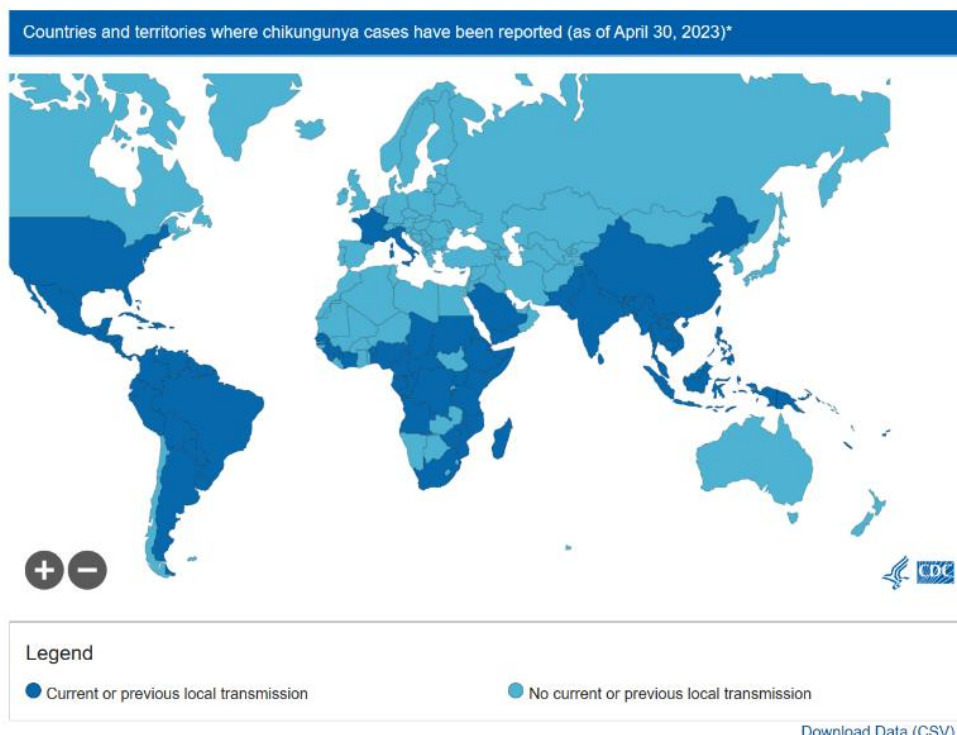 Countries and territories where chikungunya cases have been reported (as of April 30, 2023)*
+ −
CDC
Legend
Current or previous local transmission
No current or previous local transmission
Download Data (CSV)